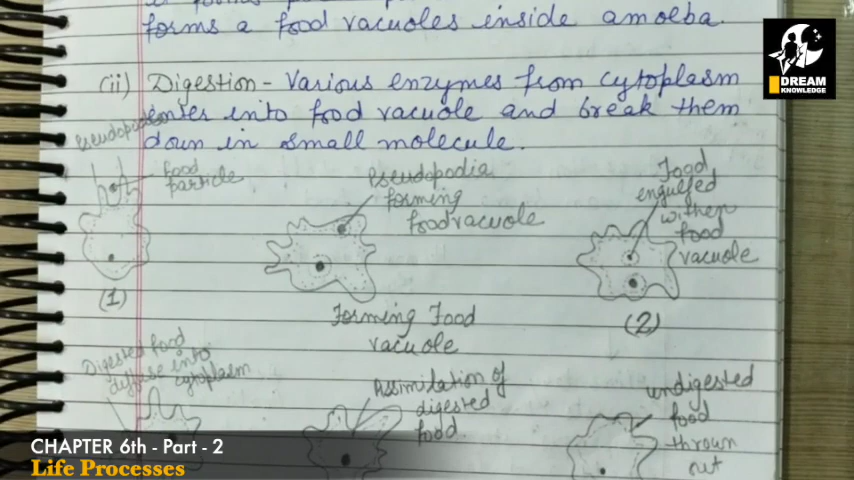 forms a food vacuoles inside amoeba.
(ii) Digestion - Various enzymes from cytoplasm
enter into food vacuole and break them
down in small molecule.
Pseudopodia
food
particle
(1)
Pseudopodia
forming
food vacuole
Forming Food
vacuole
Food
engulfed
within
food
vacuole
(2)
Digested food
diffuse into
cytoplasm
Assimilation of
digested
food.
undigested
food
thrown
out
DREAM
KNOWLEDGE
CHAPTER 6th - Part - 2
Life Processes